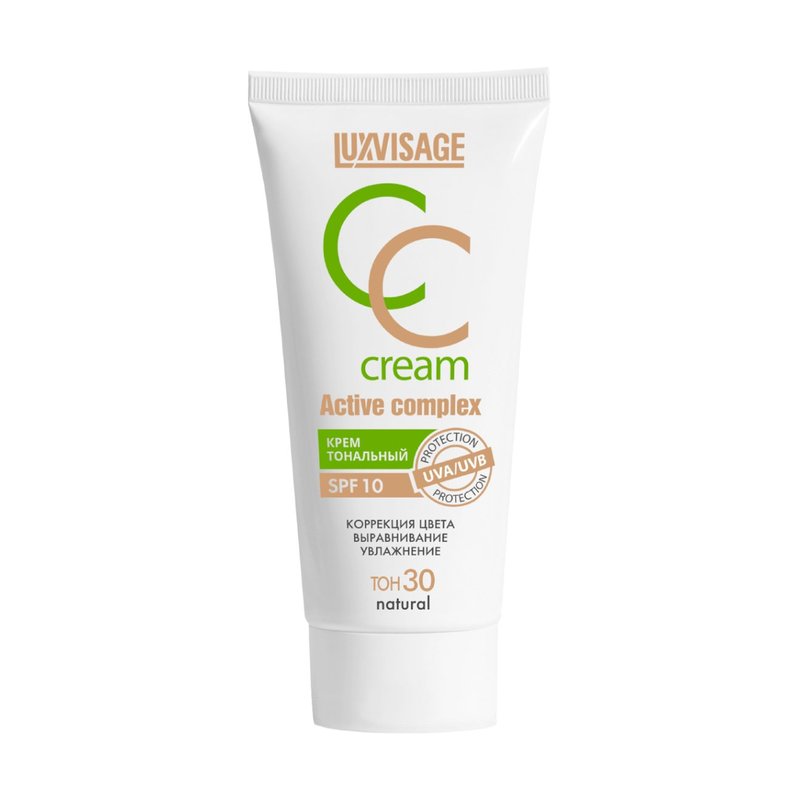 LUXVISAGE
CC
cream
Active complex
КРЕМ
ТОНАЛЬНЫЙ
SPF 10
PROTECTION
UVA/UVB
PROTECTION
КОРРЕКЦИЯ ЦВЕТА
ВЫРАВНИВАНИЕ
УВЛАЖНЕНИЕ
ТОН 30
natural